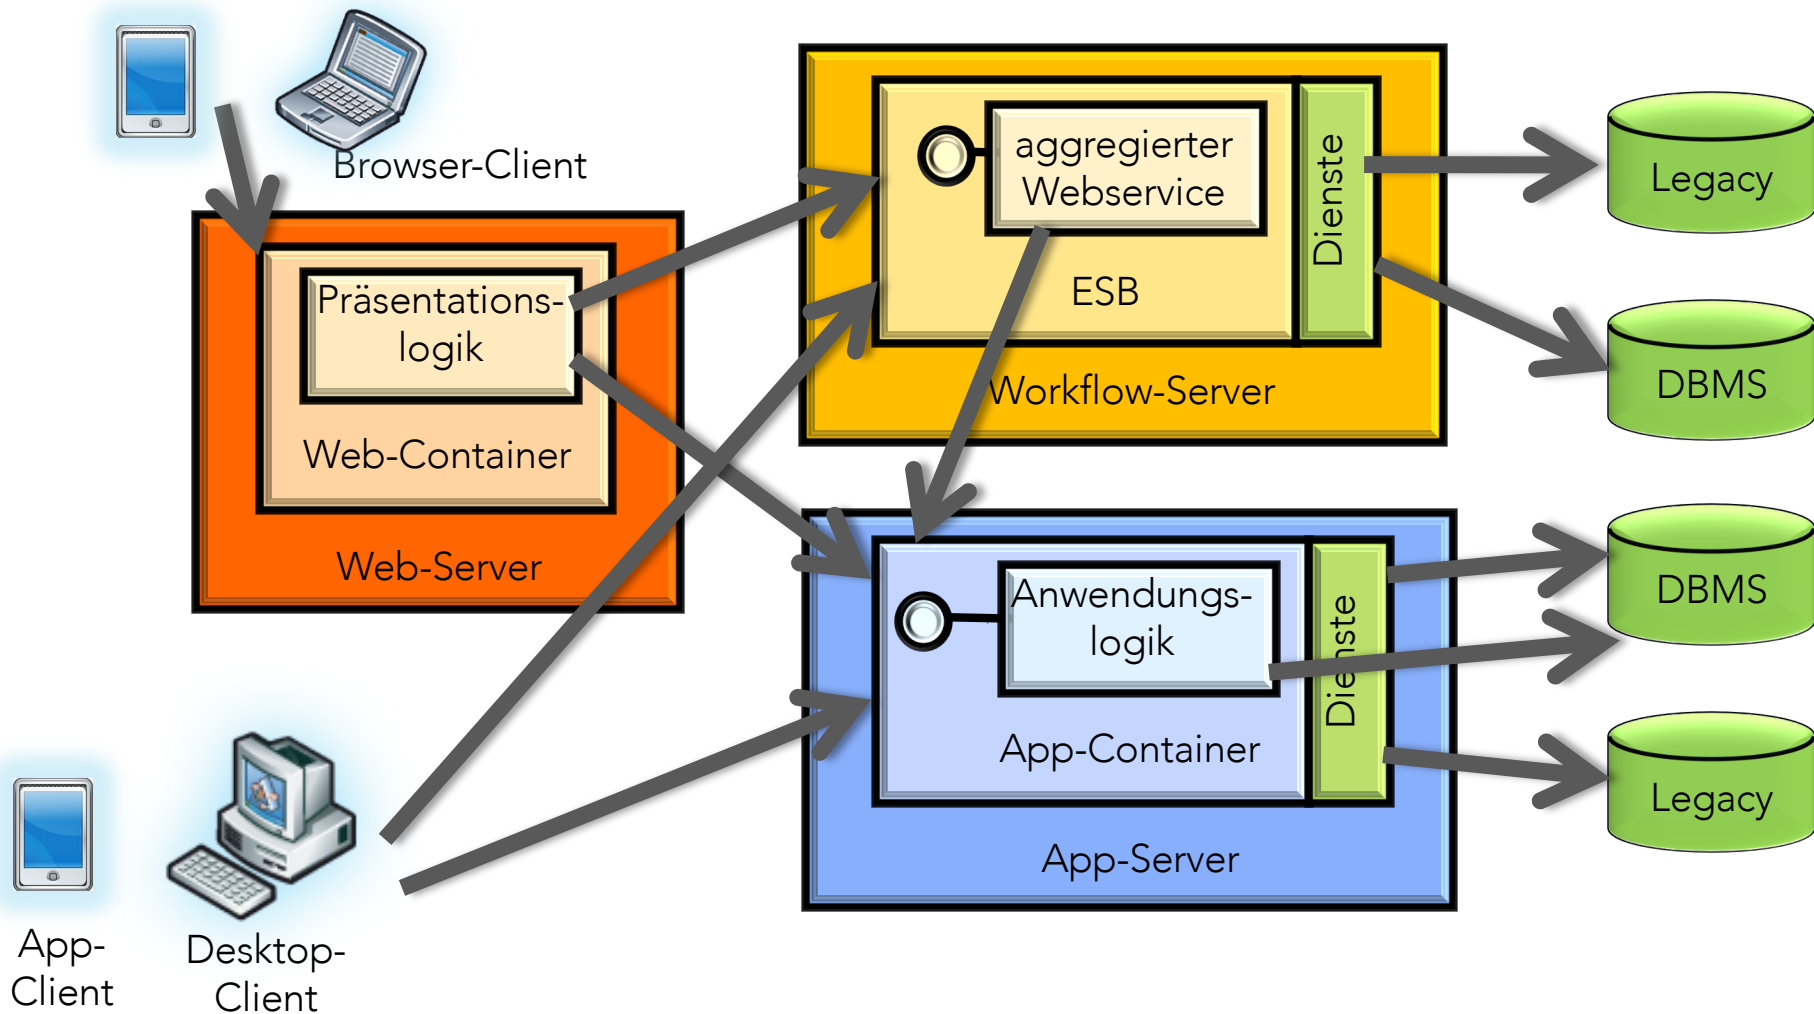 Browser-Client
Präsentations-
logik
Web-Container
Web-Server
aggregierter
Webservice
ESB
Dienste
Workflow-Server
Legacy
DBMS
Anwendungs-
logik
App-Container
Dienste
App-Server
DBMS
Legacy
App-
Client
Desktop-
Client